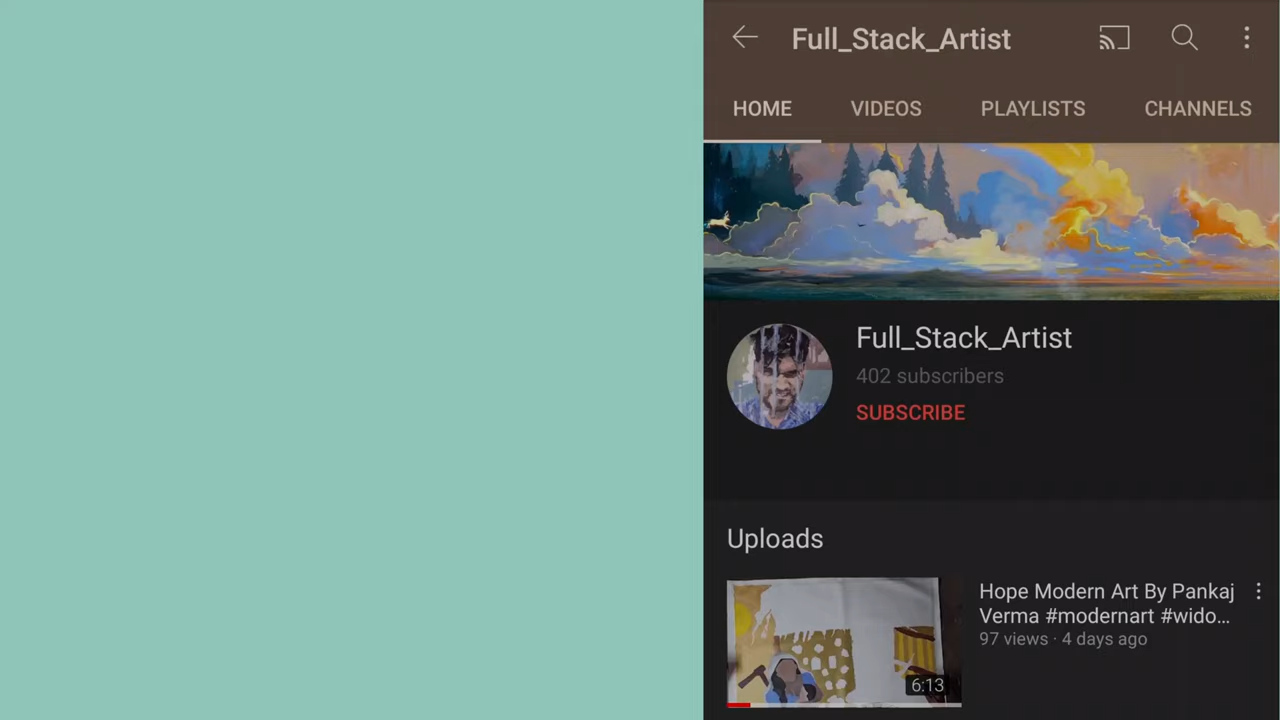 Full_Stack_Artist
HOME VIDEOS PLAYLISTS CHANNELS
Full_Stack_Artist
402 subscribers
SUBSCRIBE
Uploads
Hope Modern Art By Pankaj
Verma #modernart #wido...
97 views · 4 days ago
6:13